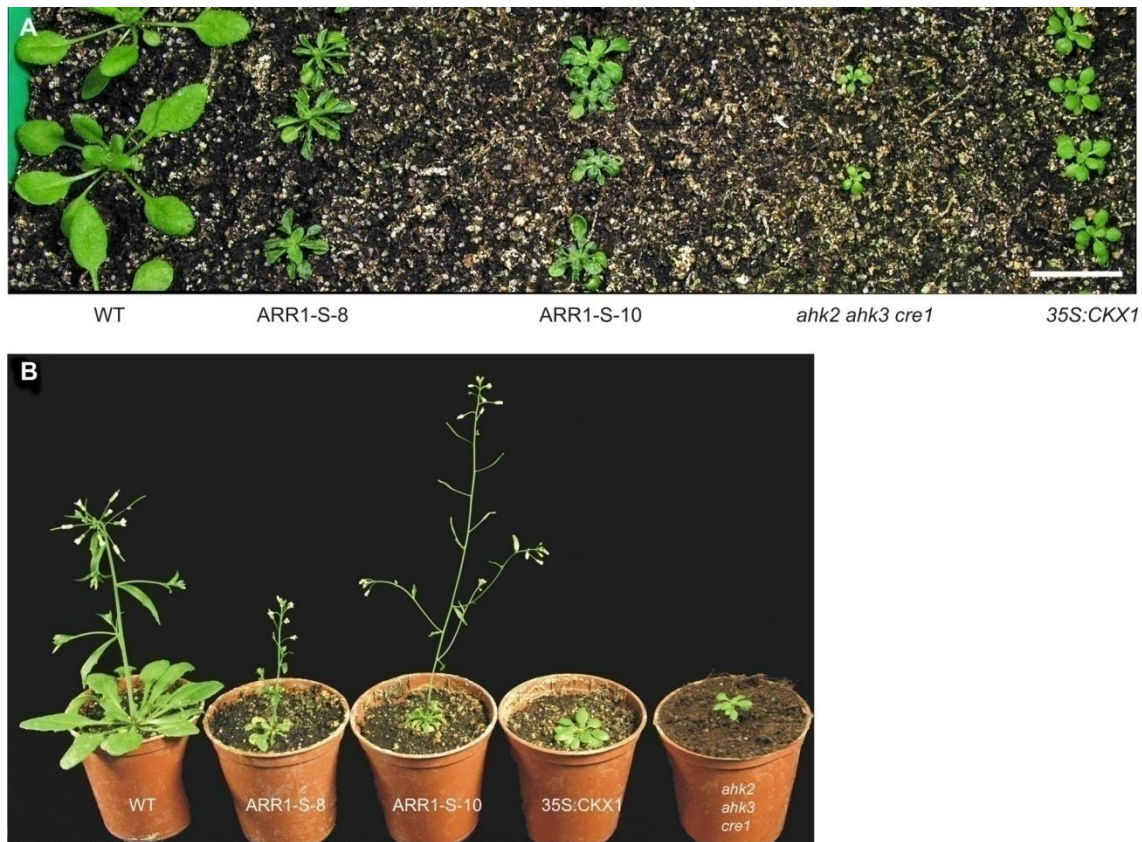 A
WT ARR1-S-8 ARR1-S-10 ahk2 ahk3 cre1 35S:CKX1
B
WT ARR1-S-8 ARR1-S-10 35S:CKX1 ahk2
ahk3
cre1